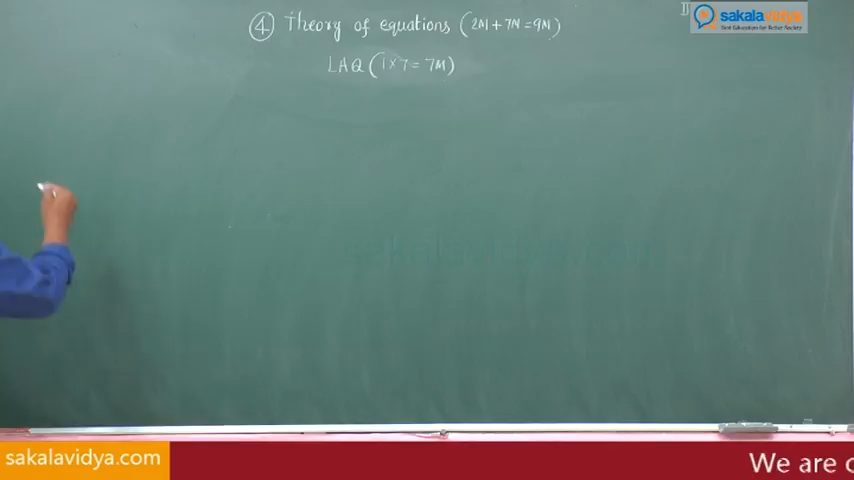 ④ Theory of equations (2M+7M=9M)
sakalavidya
LAQ (1×7=7M)
sakalavidya.com
We are